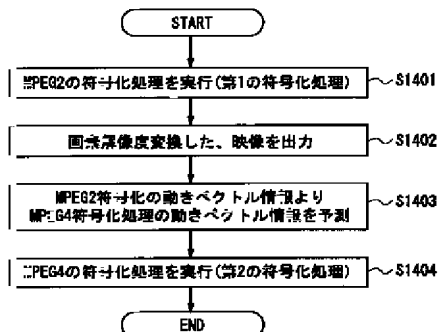 START
MPEG2の符号化処理を実行(第1の符号化処理)
S1401
画素解像度変換した、映像を出力
S1402
MPEG2符号化の動きベクトル情報より
MPEG4符号化処理の動きベクトル情報を予測
S1403
MPEG4の符号化処理を実行(第2の符号化処理)
S1404
END